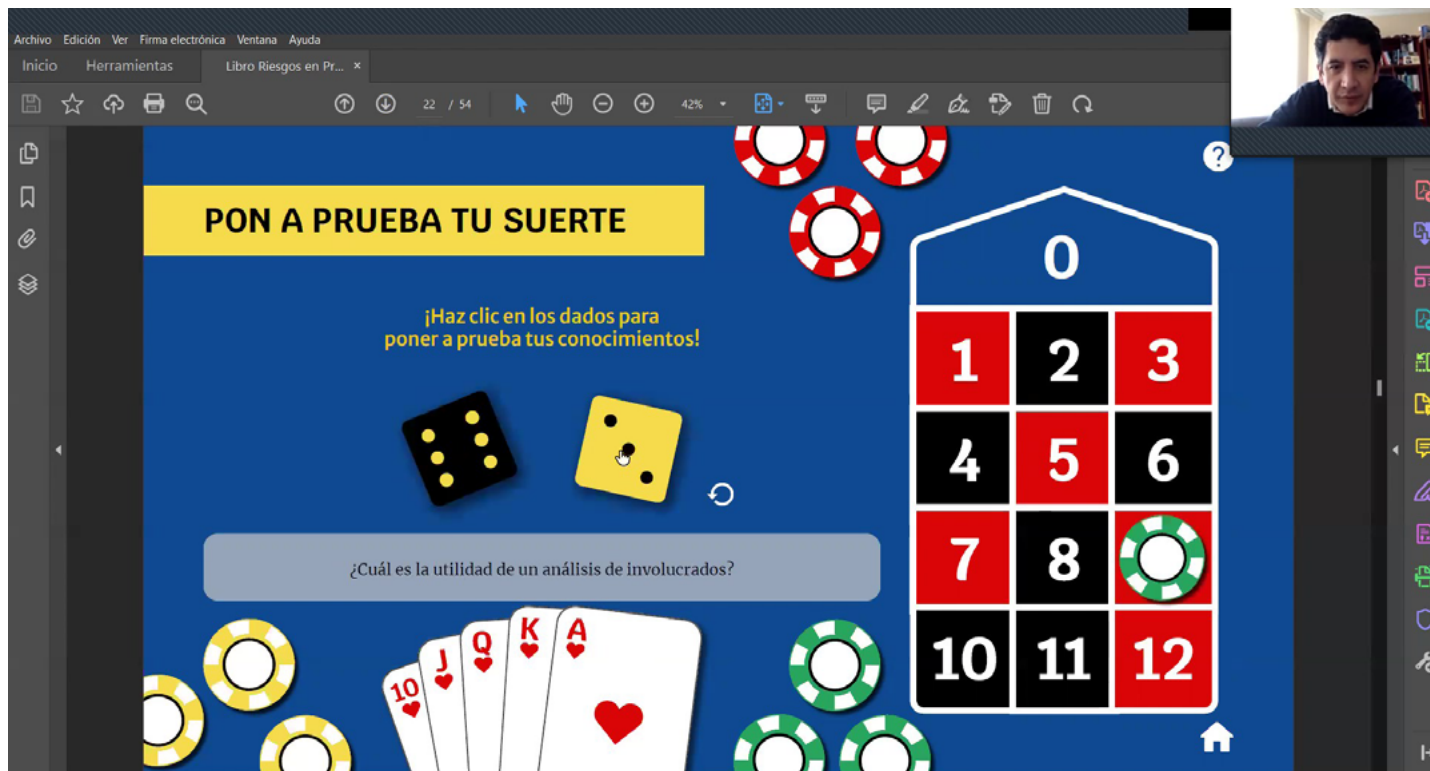 Archivo Edición Ver Firma electrónica Ventana Ayuda
Inicio Herramientas Libro Riesgos en Pr... ×
22 / 54 42%
PON A PRUEBA TU SUERTE
¡Haz clic en los dados para
poner a prueba tus conocimientos!
¿Cuál es la utilidad de un análisis de involucrados?
10 J Q K A
?
0
1 2 3
4 5 6
7 8
10 11 12